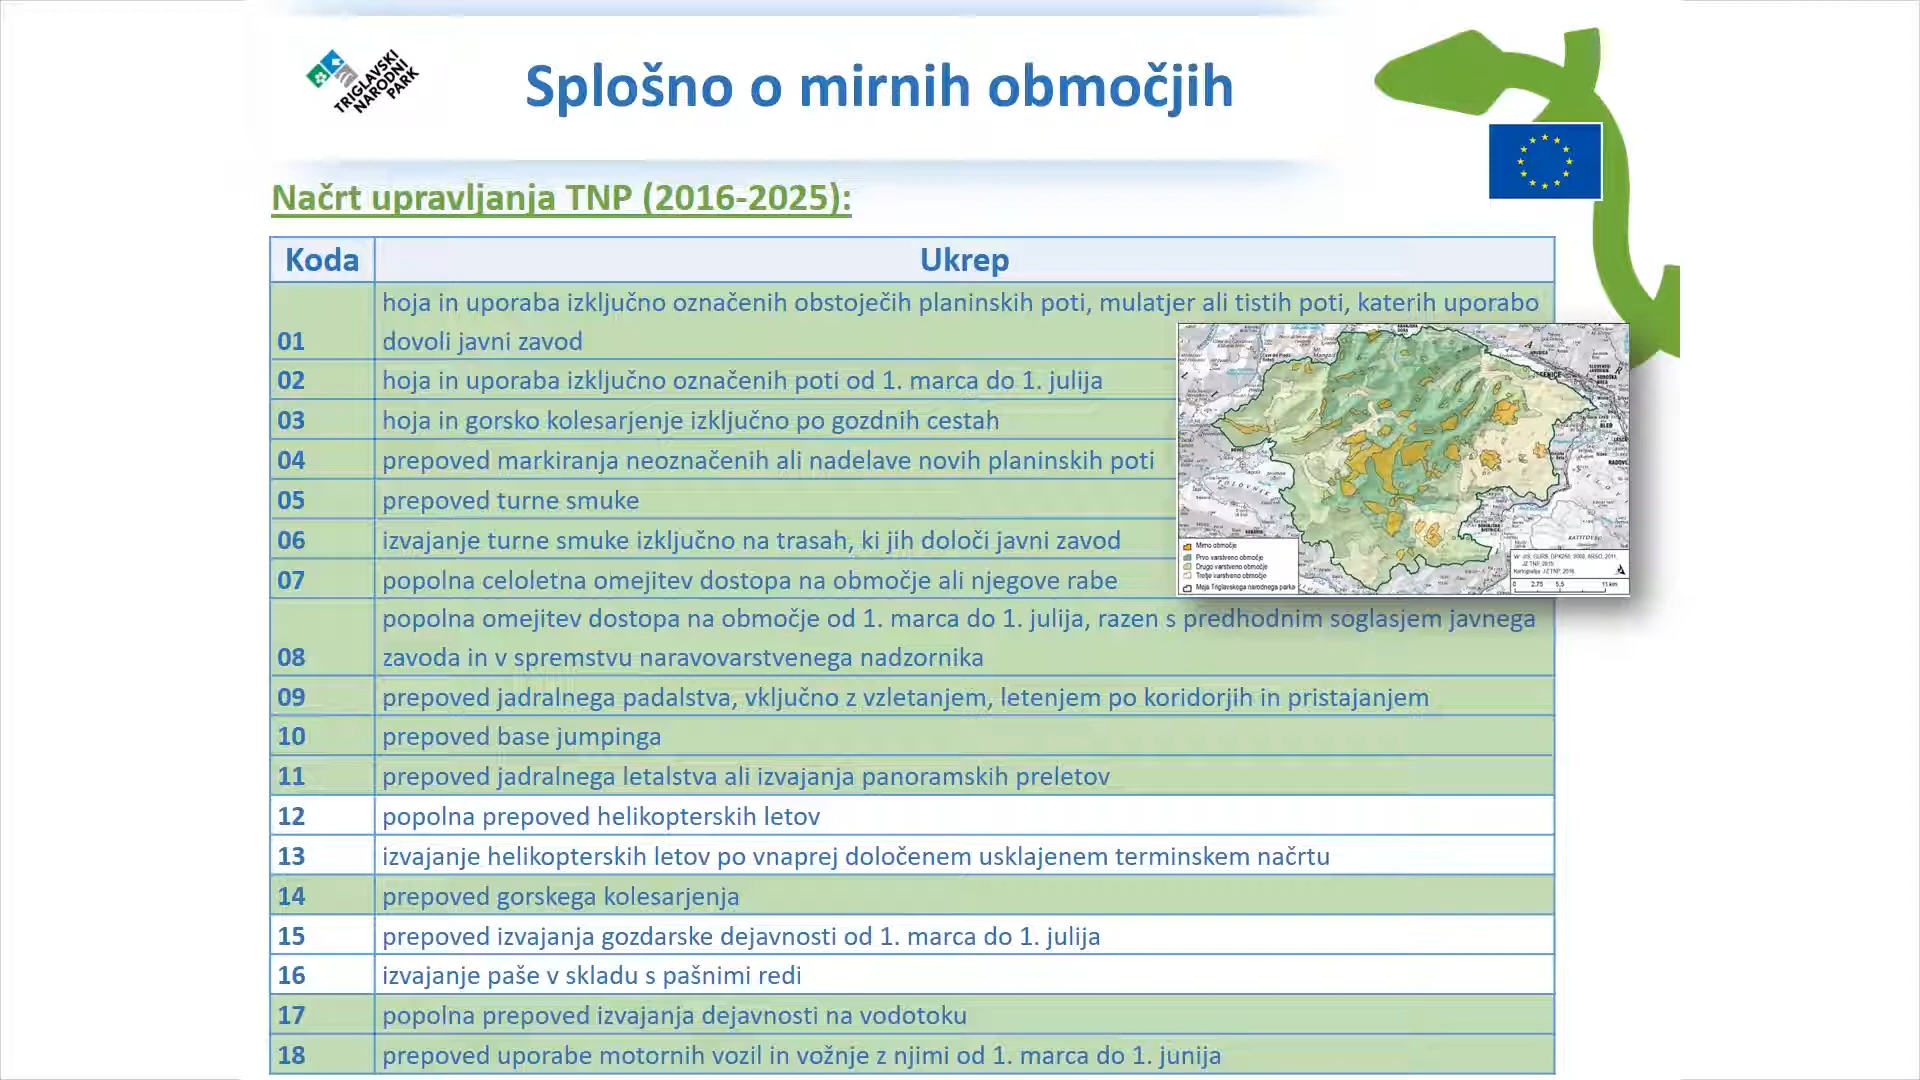 TRIGLAVSKI
NARODNI
PARK
Splošno o mirnih območjih
Načrt upravljanja TNP (2016-2025):
Koda Ukrep
01 hoja in uporaba izključno označenih obstoječih planinskih poti, mulatjer ali tistih poti, katerih uporabo
dovoli javni zavod
02 hoja in uporaba izključno označenih poti od 1. marca do 1. julija
03 hoja in gorsko kolesarjenje izključno po gozdnih cestah
04 prepoved markiranja neoznačenih ali nadelave novih planinskih poti
05 prepoved turne smuke
06 izvajanje turne smuke izključno na trasah, ki jih določi javni zavod
07 popolna celoletna omejitev dostopa na območje ali njegove rabe
08 popolna omejitev dostopa na območje od 1. marca do 1. julija, razen s predhodnim soglasjem javnega
zavoda in v spremstvu naravovarstvenega nadzornika
09 prepoved jadralnega padalstva, vključno z vzletanjem, letenjem po koridorjih in pristajanjem
10 prepoved base jumpinga
11 prepoved jadralnega letalstva ali izvajanja panoramskih preletov
12 popolna prepoved helikopterskih letov
13 izvajanje helikopterskih letov po vnaprej določenem usklajenem terminskem načrtu
14 prepoved gorskega kolesarjenja
15 prepoved izvajanja gozdarske dejavnosti od 1. marca do 1. julija
16 izvajanje paše v skladu s pašnimi redi
17 popolna prepoved izvajanja dejavnosti na vodotoku
18 prepoved uporabe motornih vozil in vožnje z njimi od 1. marca do 1. junija
Mirno območje
Prvo varstveno območje
Drugo varstveno območje
Tretje varstveno območje
Meja Triglavskega narodnega parka
POLOVNIK
BLED
RATITOVEC
0 2,75 5,5 11 km